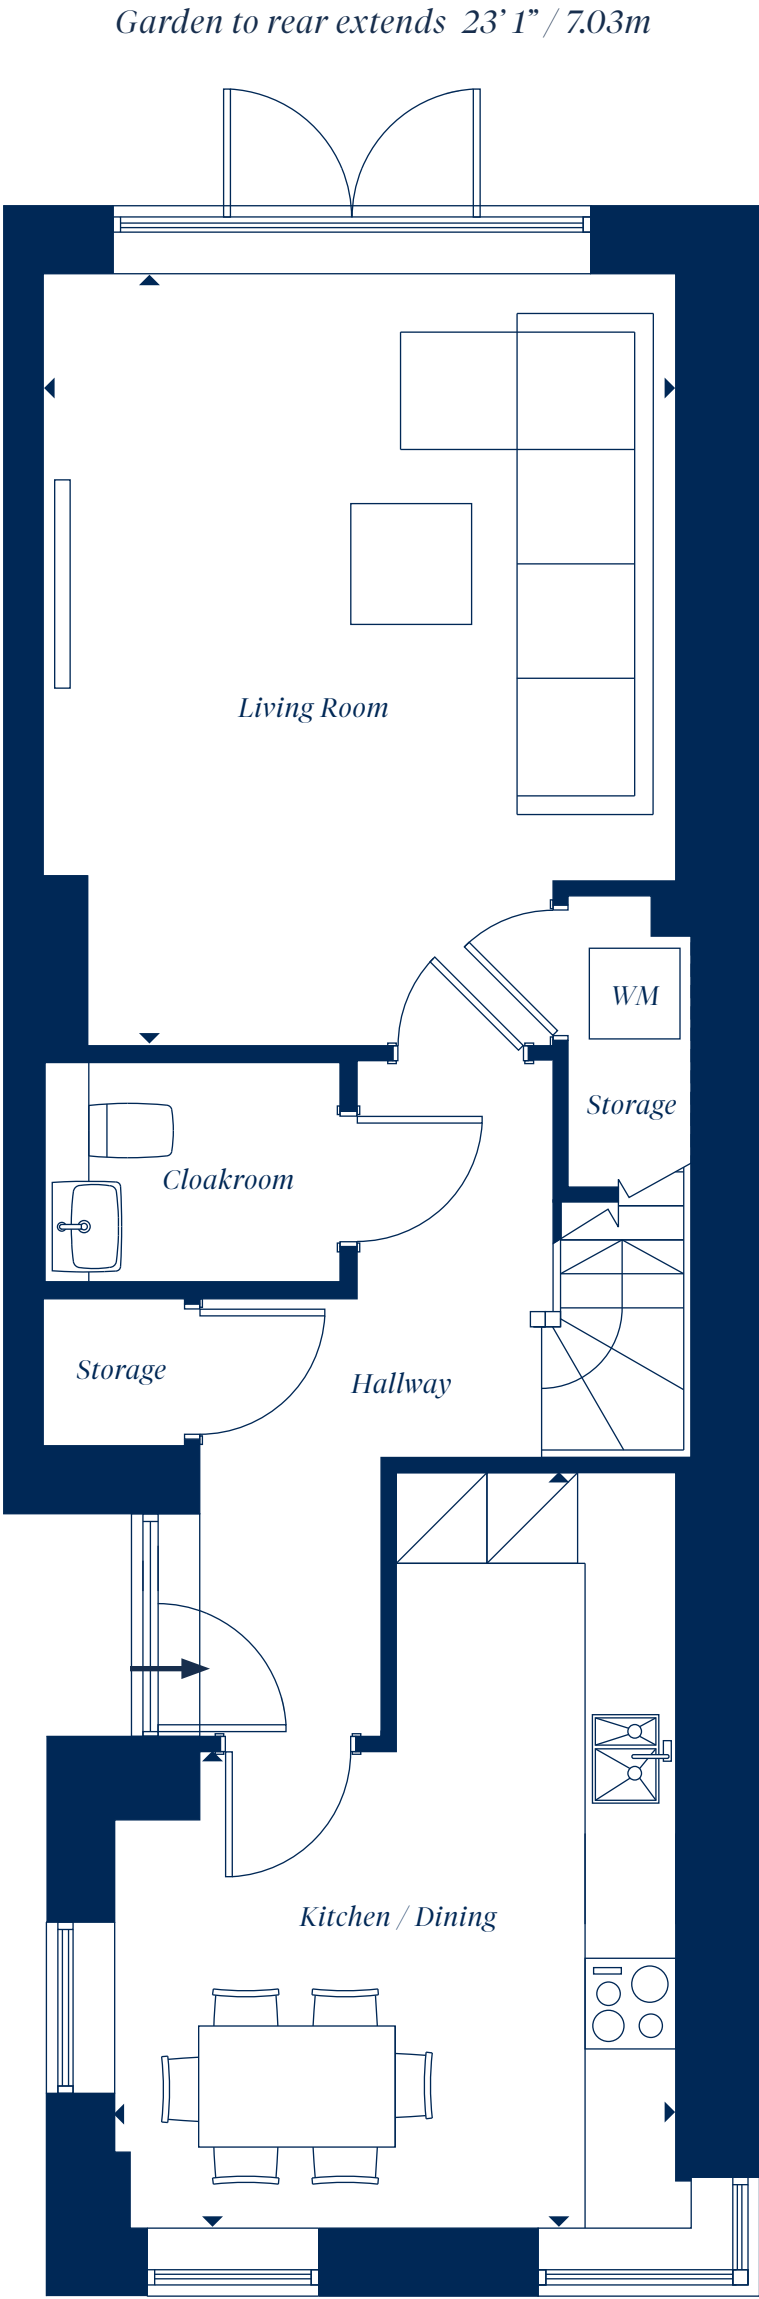 Garden to rear extends 23’ 1” / 7.03m
Living Room
WM
Storage
Cloakroom
Storage
Hallway
Kitchen / Dining